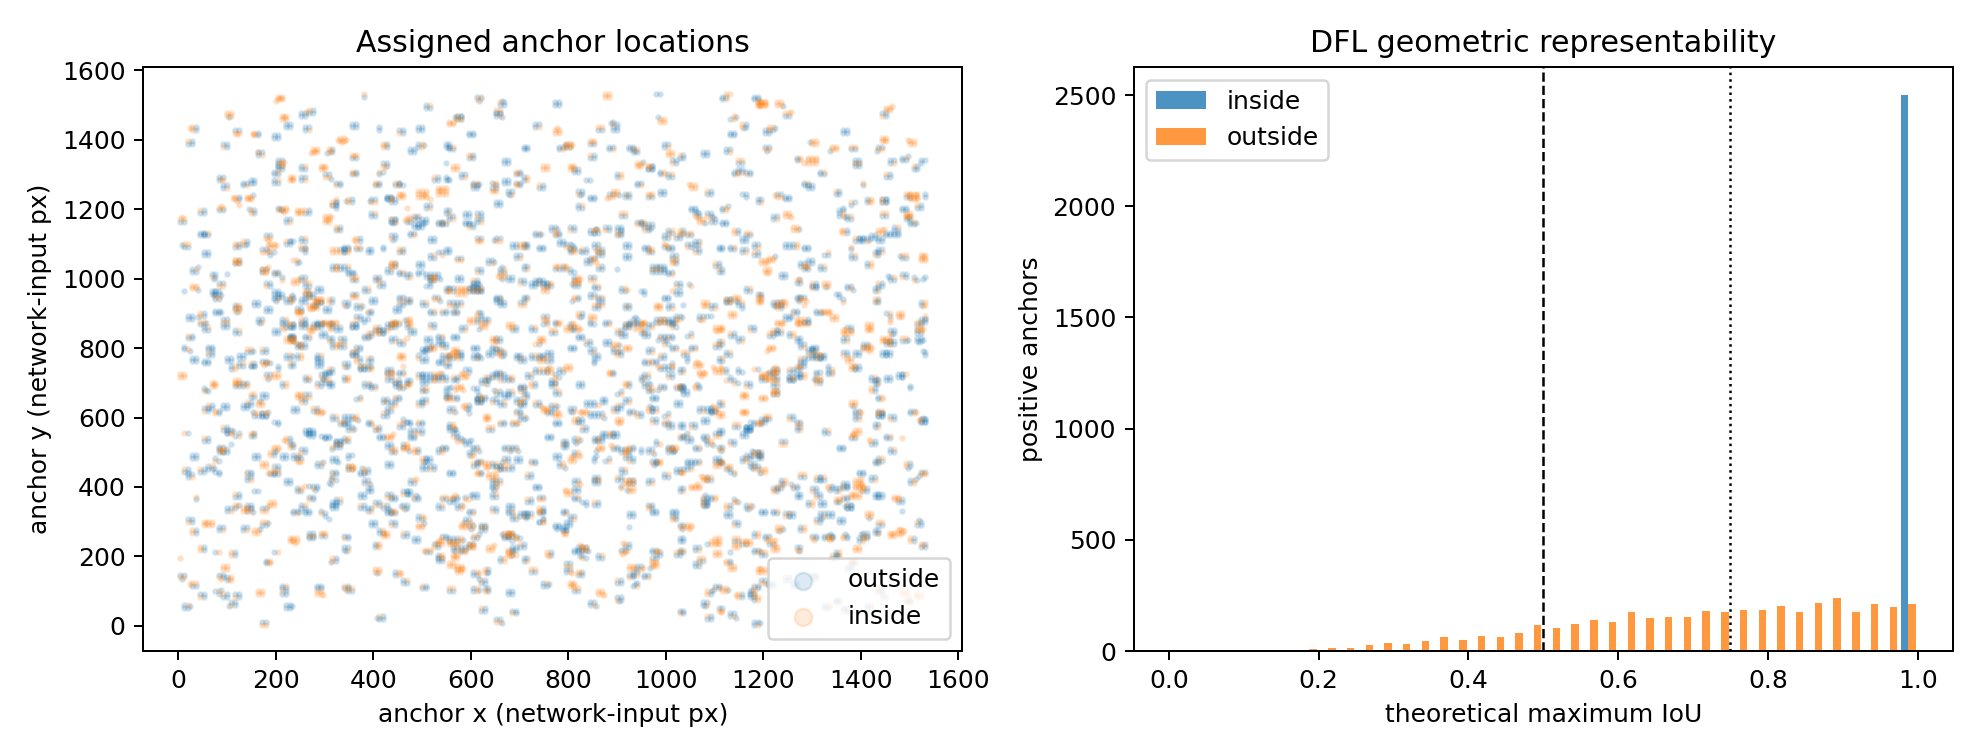 Assigned anchor locations
1600
1400
1200
1000
800
600
400
200
0
anchor y (network-input px)
outside
inside
0 200 400 600 800 1000 1200 1400 1600
anchor x (network-input px)
DFL geometric representability
2500
2000
1500
1000
500
0
positive anchors
inside
outside
0.0 0.2 0.4 0.6 0.8 1.0
theoretical maximum IoU